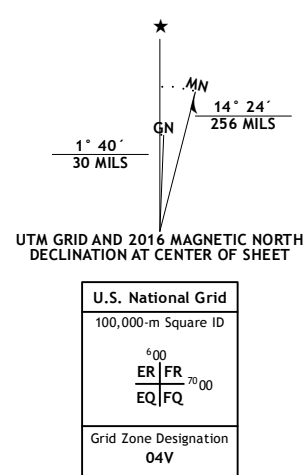 ★
MN
GN
14° 24´
256 MILS
1° 40´
30 MILS
UTM GRID AND 2016 MAGNETIC NORTH
DECLINATION AT CENTER OF SHEET
U.S. National Grid
100,000-m Square ID
600
ER FR
7000
EQ FQ
Grid Zone Designation
04V